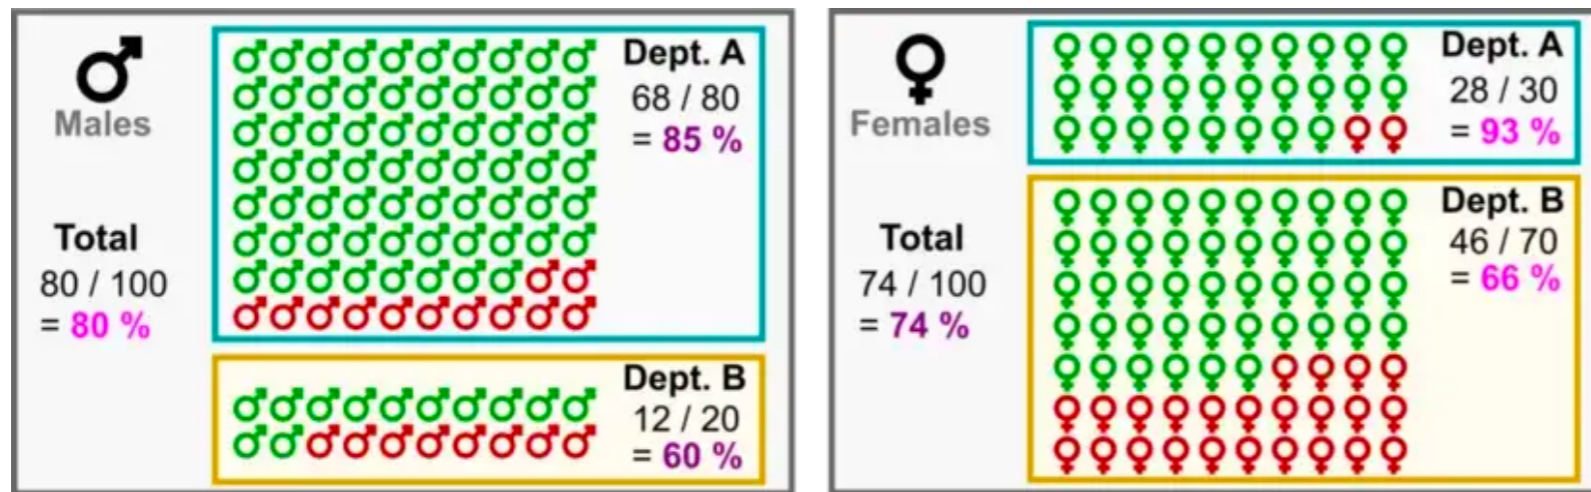 Males
Total
80 / 100
= 80 %
Dept. A
68 / 80
= 85 %
Dept. B
12 / 20
= 60 %
Females
Total
74 / 100
= 74 %
Dept. A
28 / 30
= 93 %
Dept. B
46 / 70
= 66 %